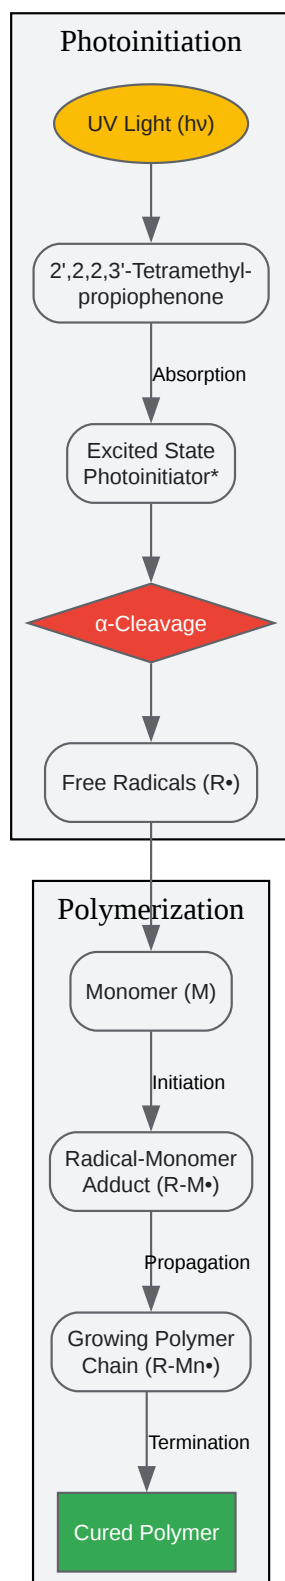 Photoinitiation
UV Light (hν)
2',2,2,3'-Tetramethyl-
propiophenone
Absorption
Excited State
Photoinitiator*
α-Cleavage
Free Radicals (R•)
Polymerization
Monomer (M)
Initiation
Radical-Monomer
Adduct (R-M•)
Propagation
Growing Polymer
Chain (R-Mn•)
Termination
Cured Polymer